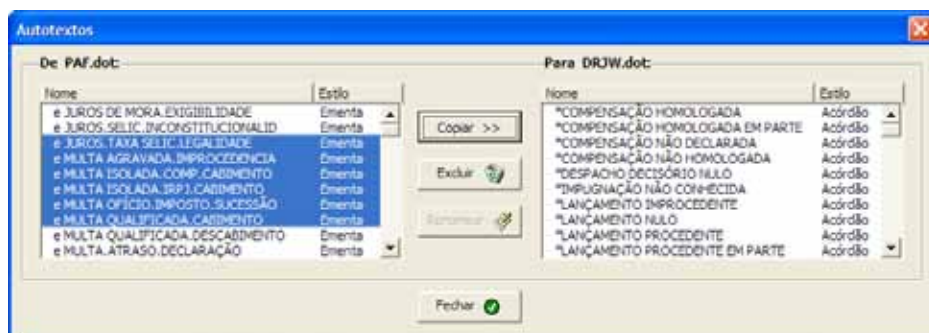 Autotextos
De PAF.dot:
Nome Estilo
e JUROS DE MORA.EXIGIBILIDADE Ementa
e JUROS.SELIC.INCONSTITUCIONALID Ementa
e JUROS.TAXA SELIC.LEGALIDADE Ementa
e MULTA AGRAVADA.IMPROCEDENCIA Ementa
e MULTA ISOLADA.COMP.CABIMENTO Ementa
e MULTA ISOLADA.IRPJ.CABIMENTO Ementa
e MULTA OFÍCIO.IMPOSTO.SUCESSÃO Ementa
e MULTA QUALIFICADA.CABIMENTO Ementa
e MULTA QUALIFICADA.DESCABIMENTO Ementa
e MULTA.ATRASO.DECLARAÇÃO Ementa
Copiar >>
Excluir
Renomear
Para DRJW.dot:
Nome Estilo
*COMPENSAÇÃO HOMOLOGADA Acórdão
*COMPENSAÇÃO HOMOLOGADA EM PARTE Acórdão
*COMPENSAÇÃO NÃO DECLARADA Acórdão
*COMPENSAÇÃO NÃO HOMOLOGADA Acórdão
*DESPACHO DECISÓRIO NULO Acórdão
*IMPUGNAÇÃO NÃO CONHECIDA Acórdão
*LANÇAMENTO IMPROCEDENTE Acórdão
*LANÇAMENTO NULO Acórdão
*LANÇAMENTO PROCEDENTE Acórdão
*LANÇAMENTO PROCEDENTE EM PARTE Acórdão
Fechar